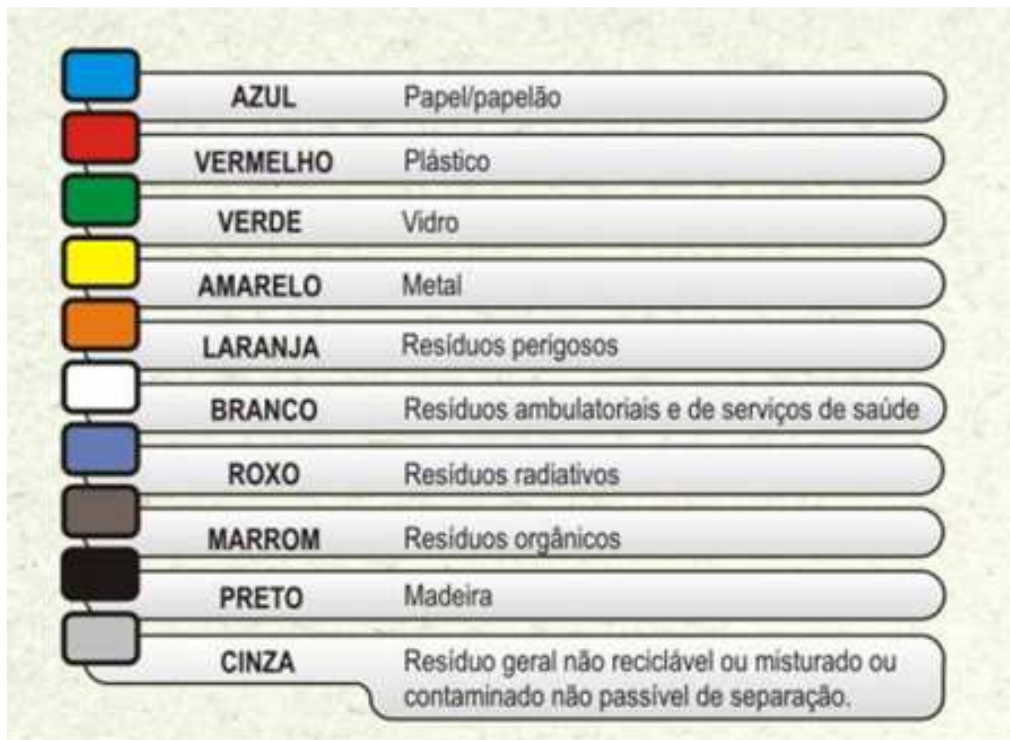 AZUL Papel/papelão
VERMELHO Plástico
VERDE Vidro
AMARELO Metal
LARANJA Resíduos perigosos
BRANCO Resíduos ambulatoriais e de serviços de saúde
ROXO Resíduos radiativos
MARROM Resíduos orgânicos
PRETO Madeira
CINZA Resíduo geral não reciclável ou misturado ou
contaminado não passível de separação.